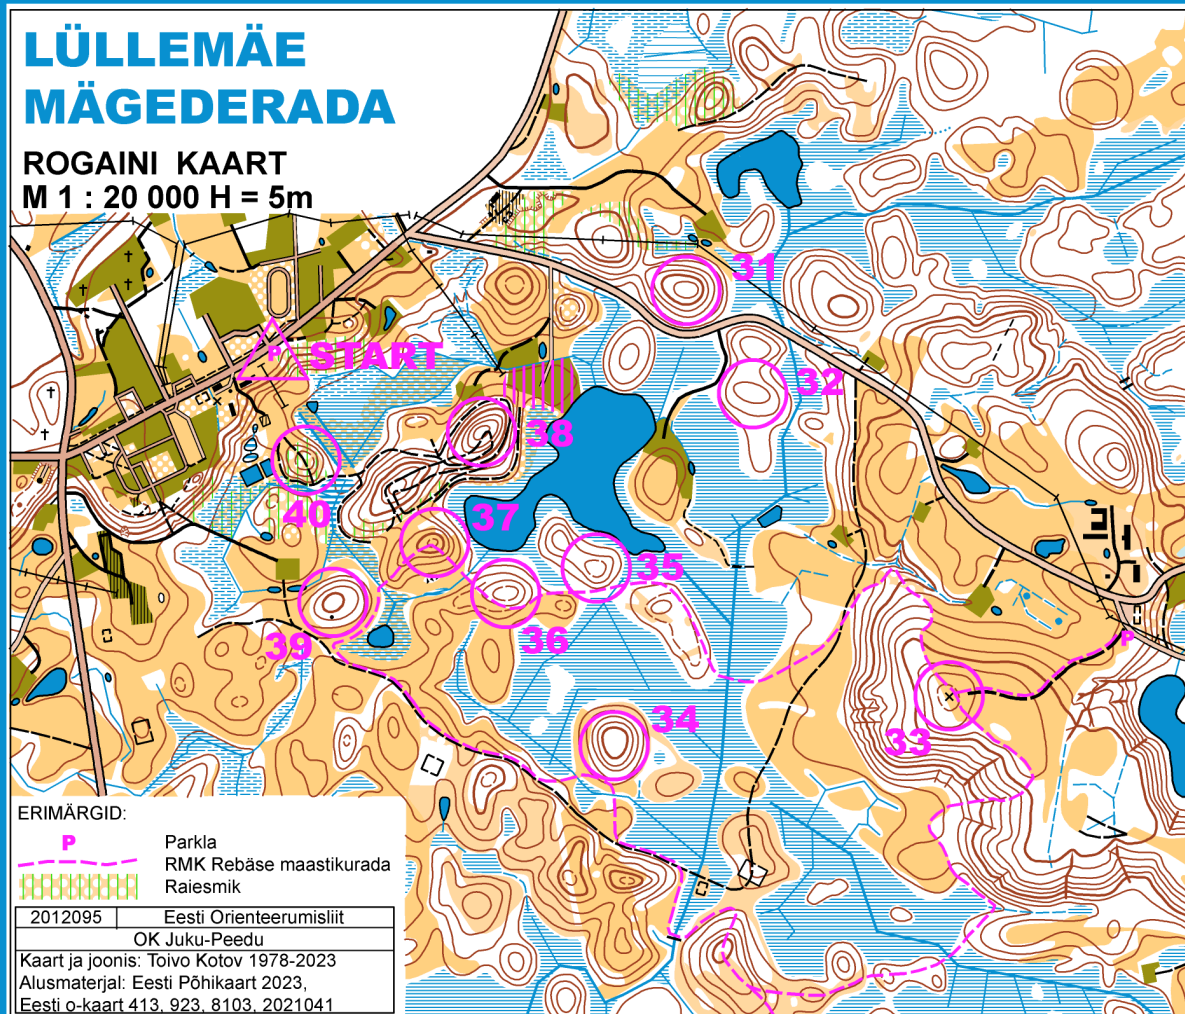 LÜLLEMÄE
MÄGEDERADA
ROGAINI KAART
M 1 : 20 000 H = 5m
31
P
START
32
38
40
37
35
36
39
P
34
33
ERIMÄRGID:
P Parkla
RMK Rebäse maastikurada
Raiesmik
2012095 Eesti Orienteerumisliit
OK Juku-Peedu
Kaart ja joonis: Toivo Kotov 1978-2023
Alusmaterjal: Eesti Põhikaart 2023,
Eesti o-kaart 413, 923, 8103, 2021041